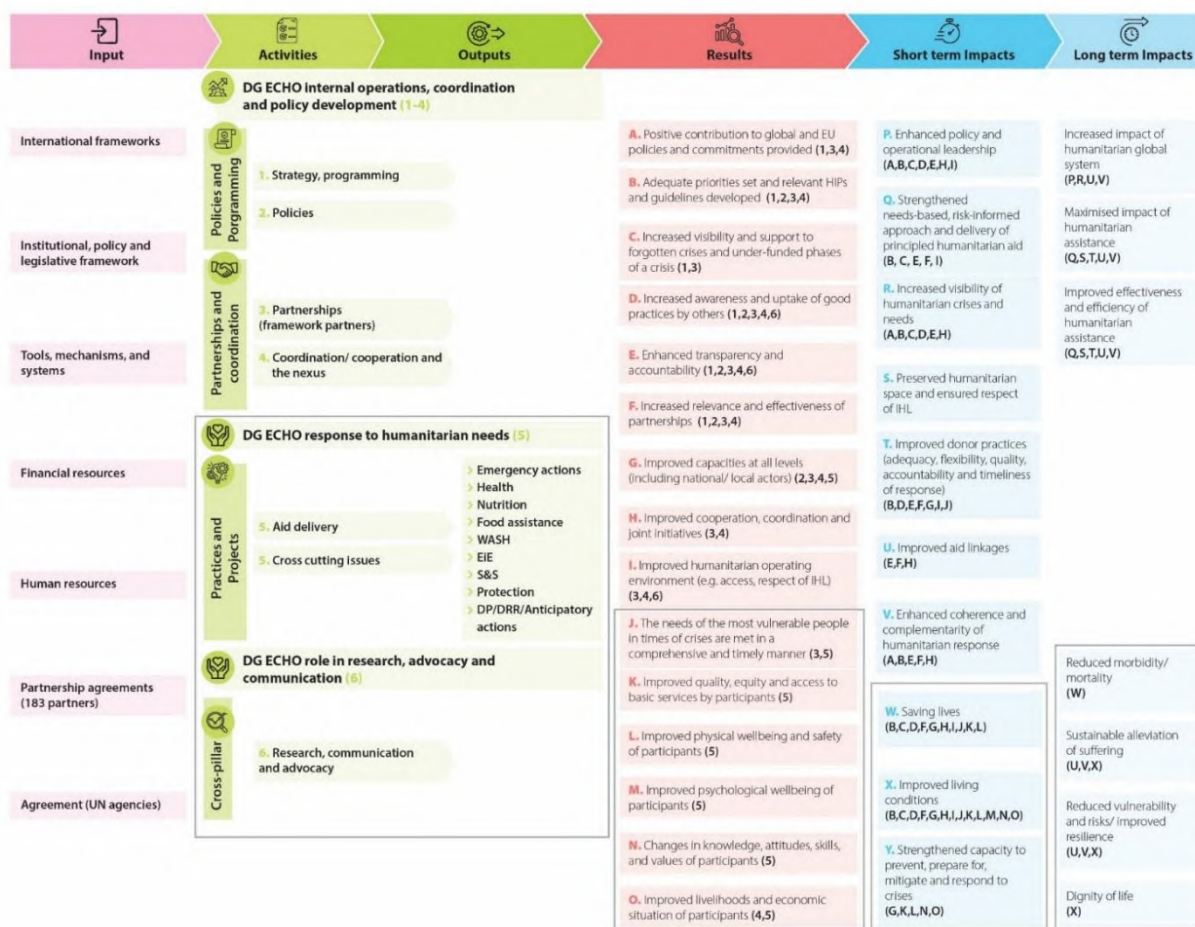 Input
Activities
Outputs
Results
Short term Impacts
Long term Impacts
DG ECHO internal operations, coordination
and policy development (1-4)
International frameworks
Institutional, policy and
legislative framework
Tools, mechanisms, and
systems
Financial resources
Human resources
Partnership agreements
(183 partners)
Agreement (UN agencies)
Policies and
Porgramming
1. Strategy, programming
2. Policies
Partnerships and
coordination
3. Partnerships
(framework partners)
4. Coordination/ cooperation and
the nexus
DG ECHO response to humanitarian needs (5)
Practices and
Projects
5. Aid delivery
5. Cross cutting issues
> Emergency actions
> Health
> Nutrition
> Food assistance
> WASH
> EiE
> S&S
> Protection
> DP/DRR/Anticipatory
actions
DG ECHO role in research, advocacy and
communication (6)
Cross-pillar
6. Research, communication
and advocacy
A. Positive contribution to global and EU
policies and commitments provided (1,3,4)
B. Adequate priorities set and relevant HIPs
and guidelines developed (1,2,3,4)
C. Increased visibility and support to
forgotten crises and under-funded phases
of a crisis (1,3)
D. Increased awareness and uptake of good
practices by others (1,2,3,4,6)
E. Enhanced transparency and
accountability (1,2,3,4,6)
F. Increased relevance and effectiveness of
partnerships (1,2,3,4)
G. Improved capacities at all levels
(including national/ local actors) (2,3,4,5)
H. Improved cooperation, coordination and
joint initiatives (3,4)
I. Improved humanitarian operating
environment (e.g. access, respect of IHL)
(3,4,6)
J. The needs of the most vulnerable people
in times of crises are met in a
comprehensive and timely manner (3,5)
K. Improved quality, equity and access to
basic services by participants (5)
L. Improved physical wellbeing and safety
of participants (5)
M. Improved psychological wellbeing of
participants (5)
N. Changes in knowledge, attitudes, skills,
and values of participants (5)
O. Improved livelihoods and economic
situation of participants (4,5)
P. Enhanced policy and
operational leadership
(A,B,C,D,E,H,I)
Q. Strengthened
needs-based, risk-informed
approach and delivery of
principled humanitarian aid
(B, C, E, F, I)
R. Increased visibility of
humanitarian crises and
needs
(A,B,C,D,E,H)
S. Preserved humanitarian
space and ensured respect
of IHL
T. Improved donor practices
(adequacy, flexibility, quality,
accountability and timeliness
of response)
(B,D,E,F,G,I,J)
U. Improved aid linkages
(E,F,H)
V. Enhanced coherence and
complementarity of
humanitarian response
(A,B,E,F,H)
W. Saving lives
(B,C,D,F,G,H,I,J,K,L)
X. Improved living
conditions
(B,C,D,F,G,H,I,J,K,L,M,N,O)
Y. Strengthened capacity to
prevent, prepare for,
mitigate and respond to
crises
(G,K,L,N,O)
Increased impact of
humanitarian global
system
(P,R,U,V)
Maximised impact of
humanitarian
assistance
(Q,S,T,U,V)
Improved effectiveness
and efficiency of
humanitarian
assistance
(Q,S,T,U,V)
Reduced morbidity/
mortality
(W)
Sustainable alleviation
of suffering
(U,V,X)
Reduced vulnerability
and risks/ improved
resilience
(U,V,X)
Dignity of life
(X)